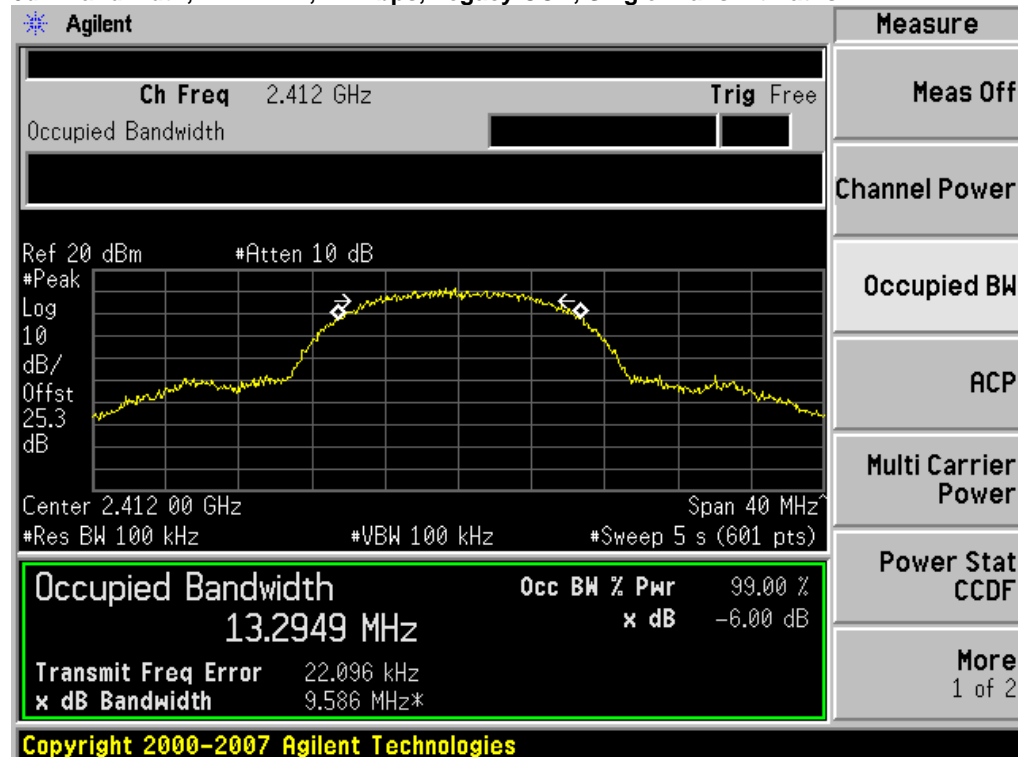 Agilent
Measure
Ch Freq 2.412 GHz Trig Free
Occupied Bandwidth
Meas Off
Channel Power
Occupied BW
ACP
Multi Carrier
Power
Power Stat
CCDF
More
1 of 2
Ref 20 dBm #Atten 10 dB
#Peak
Log
10
dB/
Offst
25.3
dB
Center 2.412 00 GHz Span 40 MHz^
#Res BW 100 kHz #VBW 100 kHz #Sweep 5 s (601 pts)
Occupied Bandwidth
13.2949 MHz
Occ BW % Pwr 99.00 %
x dB -6.00 dB
Transmit Freq Error 22.096 kHz
x dB Bandwidth 9.586 MHz*
Copyright 2000-2007 Agilent Technologies